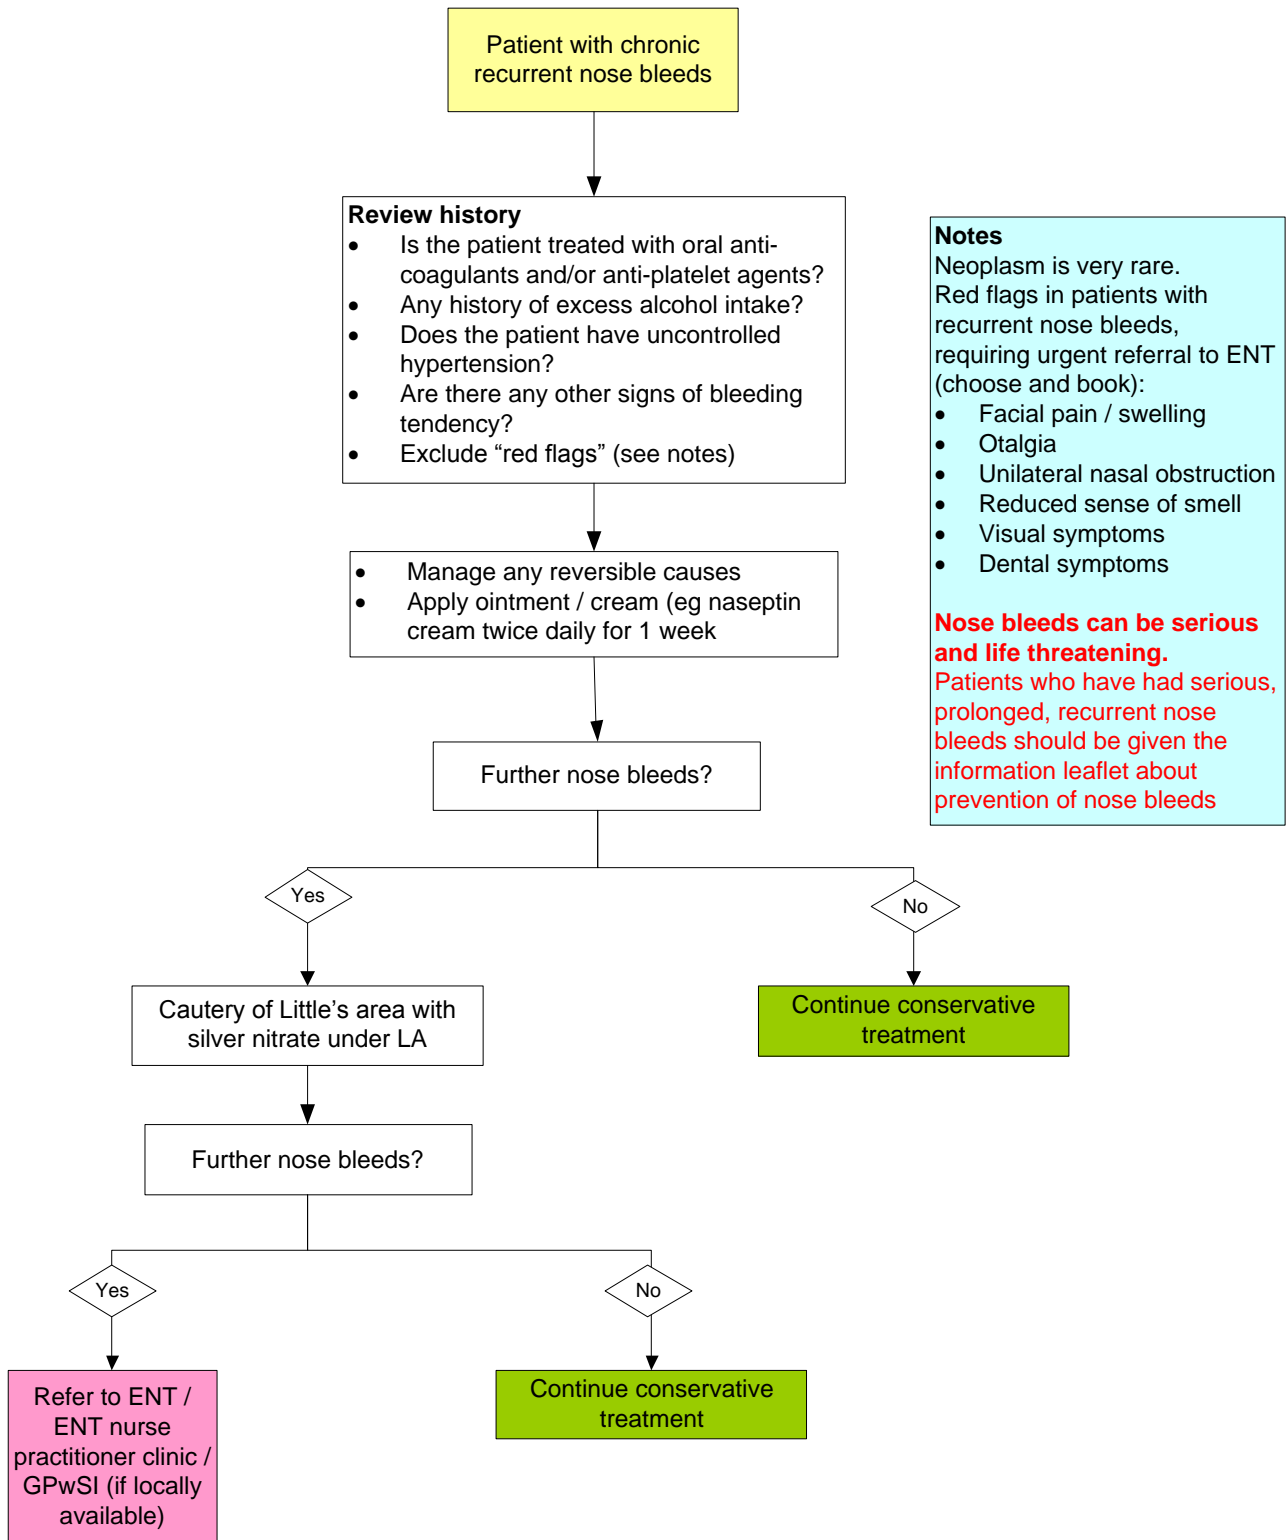 Patient with chronic
recurrent nose bleeds
Review history
• Is the patient treated with oral anti-
coagulants and/or anti-platelet agents?
• Any history of excess alcohol intake?
• Does the patient have uncontrolled
hypertension?
• Are there any other signs of bleeding
tendency?
• Exclude “red flags” (see notes)
Notes
Neoplasm is very rare.
Red flags in patients with
recurrent nose bleeds,
requiring urgent referral to ENT
(choose and book):
• Facial pain / swelling
• Otalgia
• Unilateral nasal obstruction
• Reduced sense of smell
• Visual symptoms
• Dental symptoms
Nose bleeds can be serious
and life threatening.
Patients who have had serious,
prolonged, recurrent nose
bleeds should be given the
information leaflet about
prevention of nose bleeds
• Manage any reversible causes
• Apply ointment / cream (eg naseptin
cream twice daily for 1 week
Further nose bleeds?
Yes
No
Cautery of Little’s area with
silver nitrate under LA
Continue conservative
treatment
Further nose bleeds?
Yes
No
Refer to ENT /
ENT nurse
practitioner clinic /
GPwSI (if locally
available)
Continue conservative
treatment